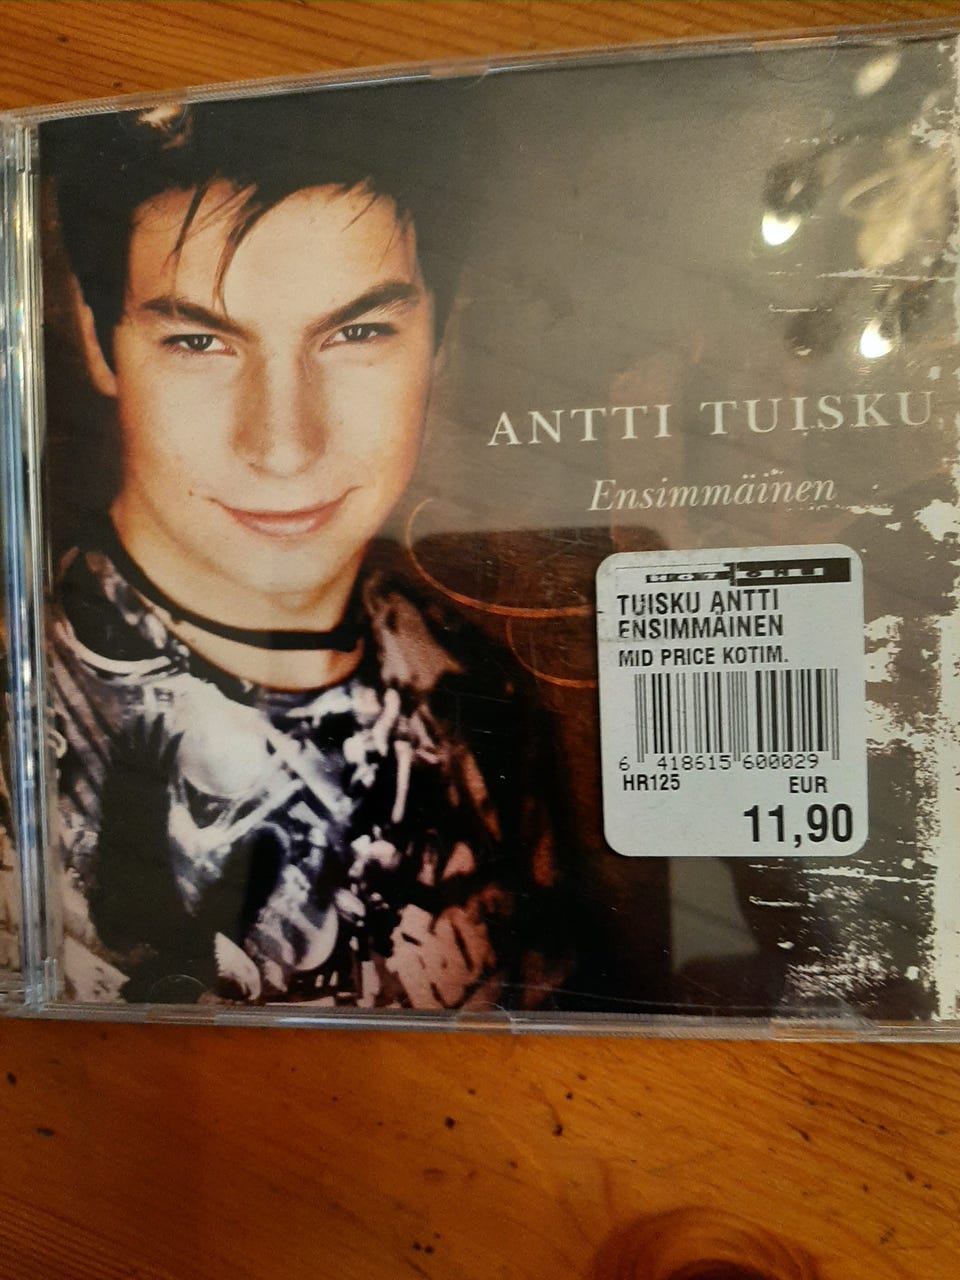 ANTTI TUISKU
Ensimmäinen
TUISKU ANTTI
ENSIMMÄINEN
MID PRICE KOTIM.
6 418615 600029
HR125 EUR
11,90